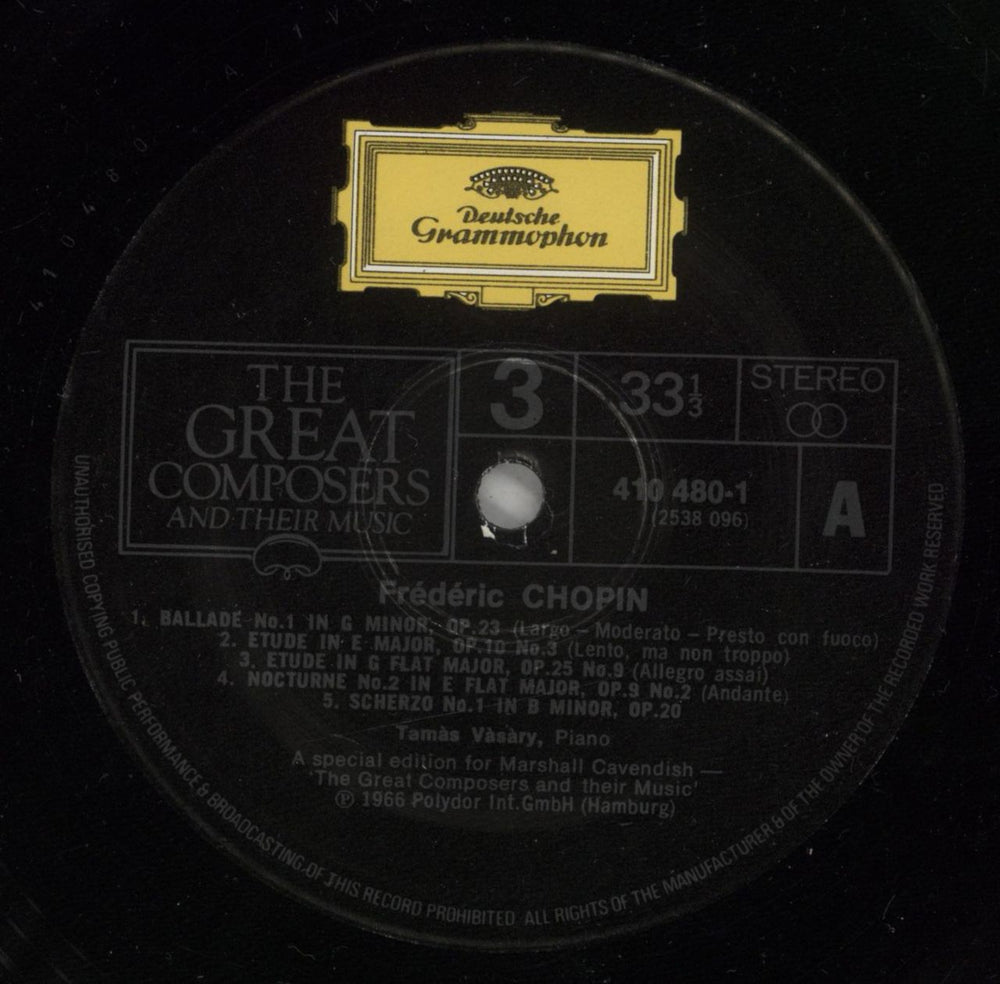 Deutsche
Grammophon
THE
GREAT
COMPOSERS
AND THEIR MUSIC
3
33⅓
STEREO
410 480-1
(2538 096)
A
Frédéric CHOPIN
1. BALLADE No.1 IN G MINOR, OP.23 (Largo – Moderato – Presto con fuoco)
2. ETUDE IN E MAJOR, OP.10 No.3 (Lento, ma non troppo)
3. ETUDE IN G FLAT MAJOR, OP.25 No.9 (Allegro assai)
4. NOCTURNE No.2 IN E FLAT MAJOR, OP.9 No.2 (Andante)
5. SCHERZO No.1 IN B MINOR, OP.20
Tamàs Vàsàry, Piano
A special edition for Marshall Cavendish —
'The Great Composers and their Music'
℗ 1966 Polydor Int.GmbH (Hamburg)
UNAUTHORISED COPYING PUBLIC PERFORMANCE & BROADCASTING OF THIS RECORD PROHIBITED. ALL RIGHTS OF THE MANUFACTURER & OF THE OWNER OF THE RECORDED WORK RESERVED